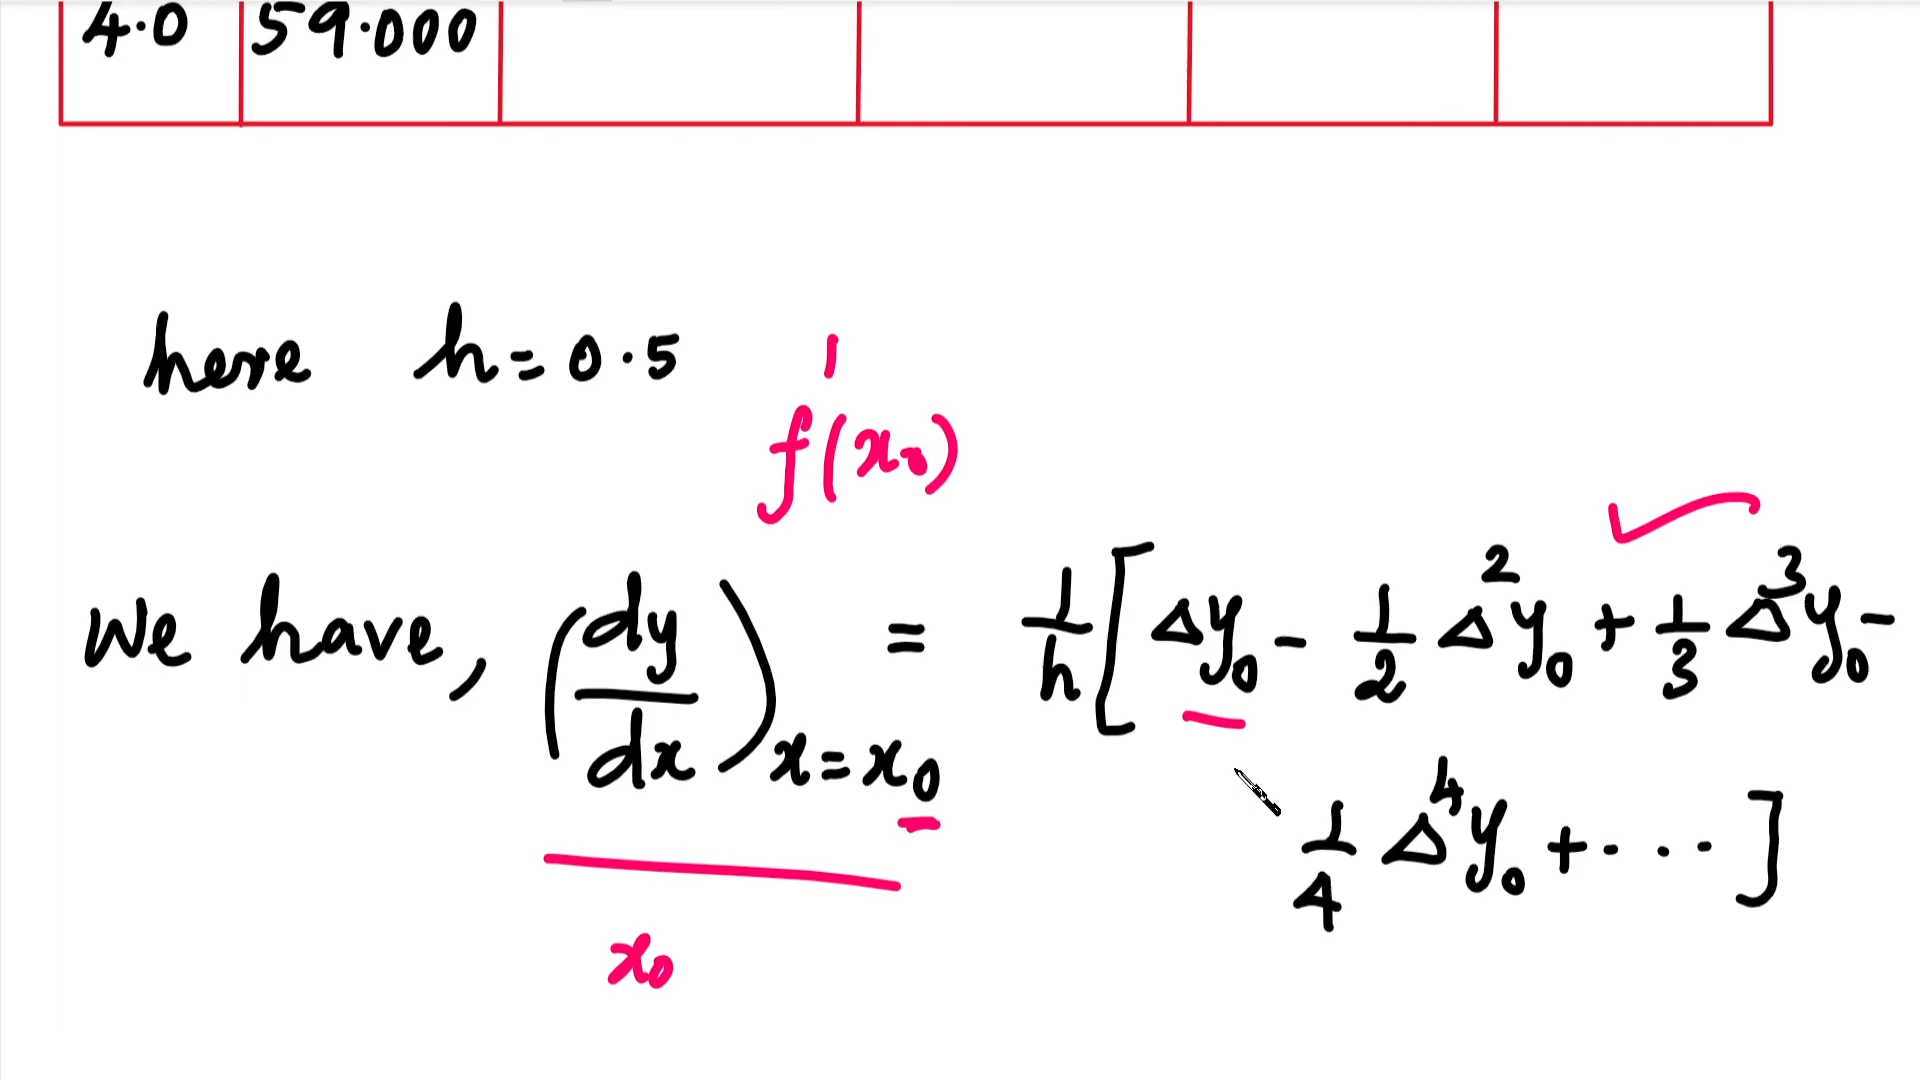 4.0 59.000
here h = 0.5
f'(x₀)
We have, (dy/dx)ₓ₌ₓ₀ = 1/h [Δy₀ - 1/2 Δ²y₀ + 1/3 Δ³y₀ -
1/4 Δ⁴y₀ + ... ]
x₀